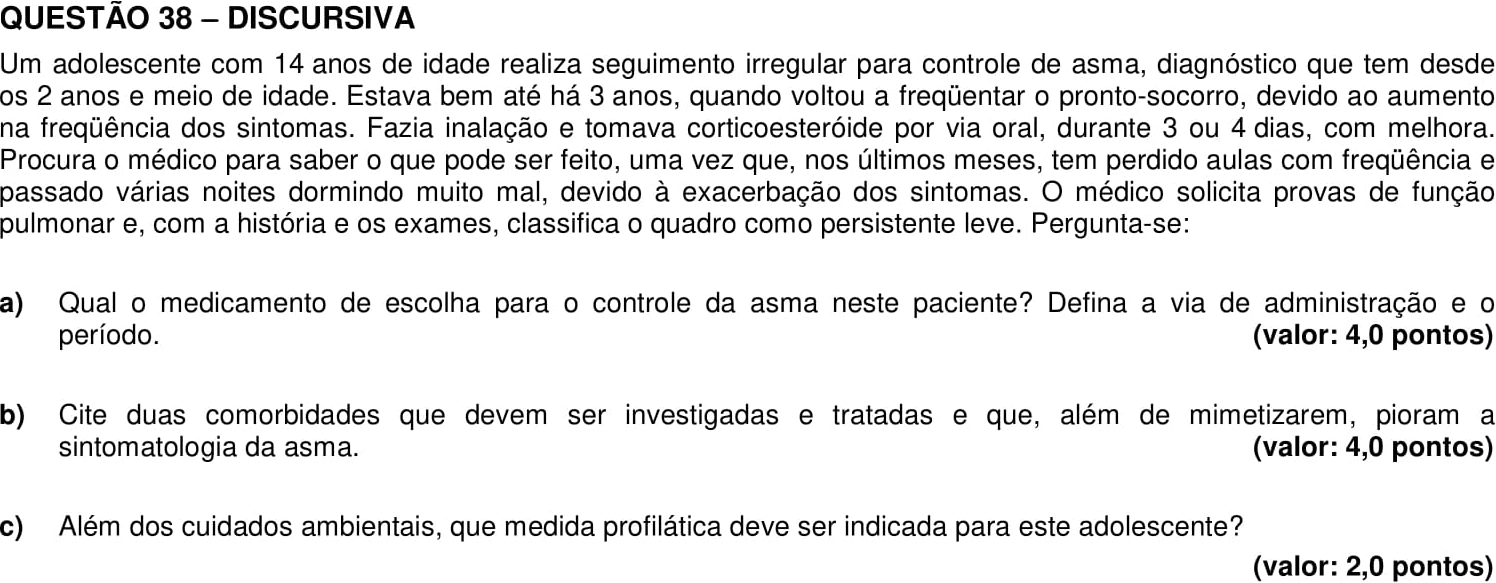 QUESTÃO 38 – DISCURSIVA
Um adolescente com 14 anos de idade realiza seguimento irregular para controle de asma, diagnóstico que tem desde
os 2 anos e meio de idade. Estava bem até há 3 anos, quando voltou a freqüentar o pronto-socorro, devido ao aumento
na freqüência dos sintomas. Fazia inalação e tomava corticoesteróide por via oral, durante 3 ou 4 dias, com melhora.
Procura o médico para saber o que pode ser feito, uma vez que, nos últimos meses, tem perdido aulas com freqüência e
passado várias noites dormindo muito mal, devido à exacerbação dos sintomas. O médico solicita provas de função
pulmonar e, com a história e os exames, classifica o quadro como persistente leve. Pergunta-se:
a) Qual o medicamento de escolha para o controle da asma neste paciente? Defina a via de administração e o
período. (valor: 4,0 pontos)
b) Cite duas comorbidades que devem ser investigadas e tratadas e que, além de mimetizarem, pioram a
sintomatologia da asma. (valor: 4,0 pontos)
c) Além dos cuidados ambientais, que medida profilática deve ser indicada para este adolescente?
(valor: 2,0 pontos)